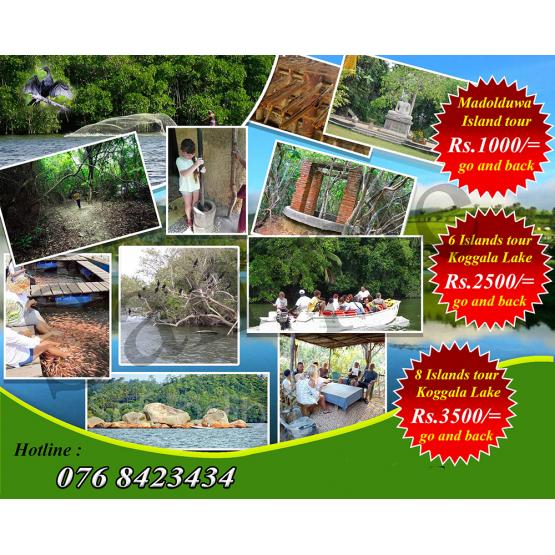 Madolduwa
Island tour
Rs.1000/=
go and back
6 Islands tour
Koggala Lake
Rs.2500/=
go and back
8 Islands tour
Koggala Lake
Rs.3500/=
go and back
Hotline :
076 8423434